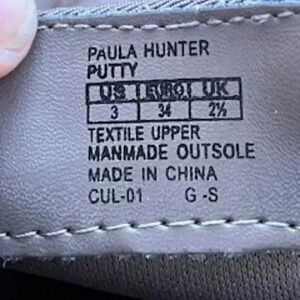 PAULA HUNTER
PUTTY
US EURO UK
3 34 2½
TEXTILE UPPER
MANMADE OUTSOLE
MADE IN CHINA
CUL-01 G-S